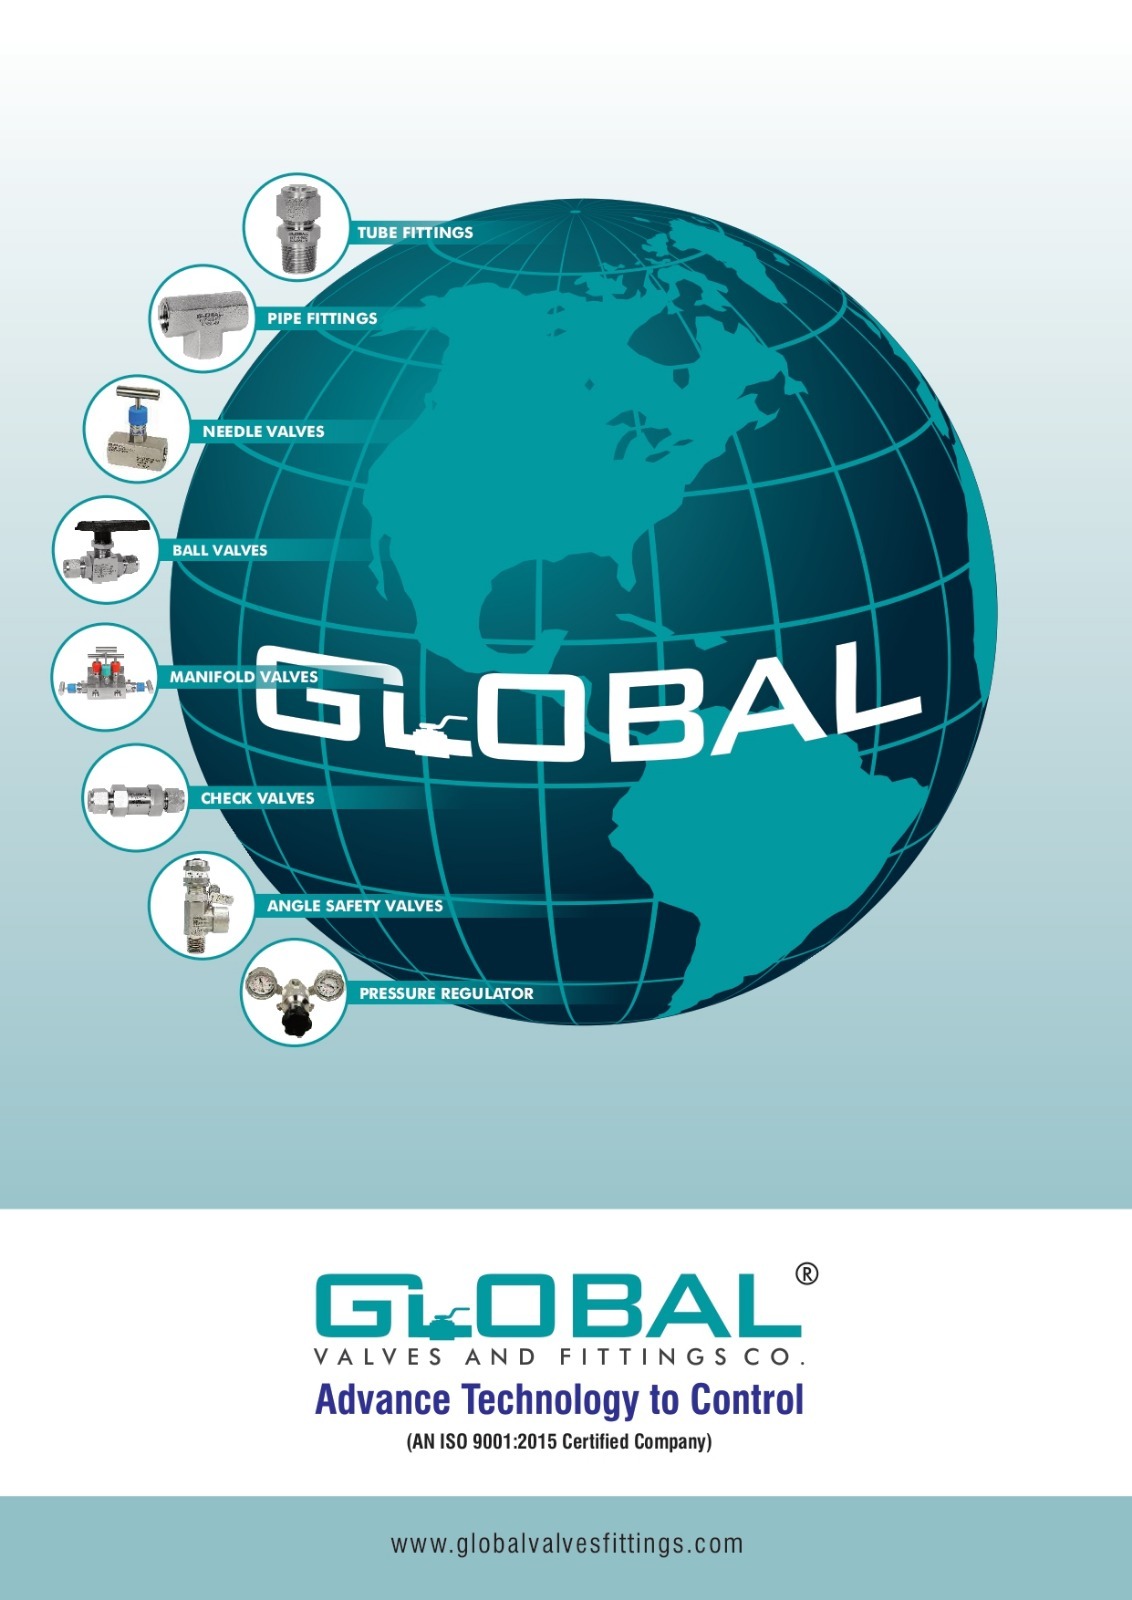 TUBE FITTINGS
PIPE FITTINGS
NEEDLE VALVES
BALL VALVES
MANIFOLD VALVES
GLOBAL
CHECK VALVES
ANGLE SAFETY VALVES
PRESSURE REGULATOR
GLOBAL®
VALVES AND FITTINGS CO.
Advance Technology to Control
(AN ISO 9001:2015 Certified Company)
www.globalvalvesfittings.com